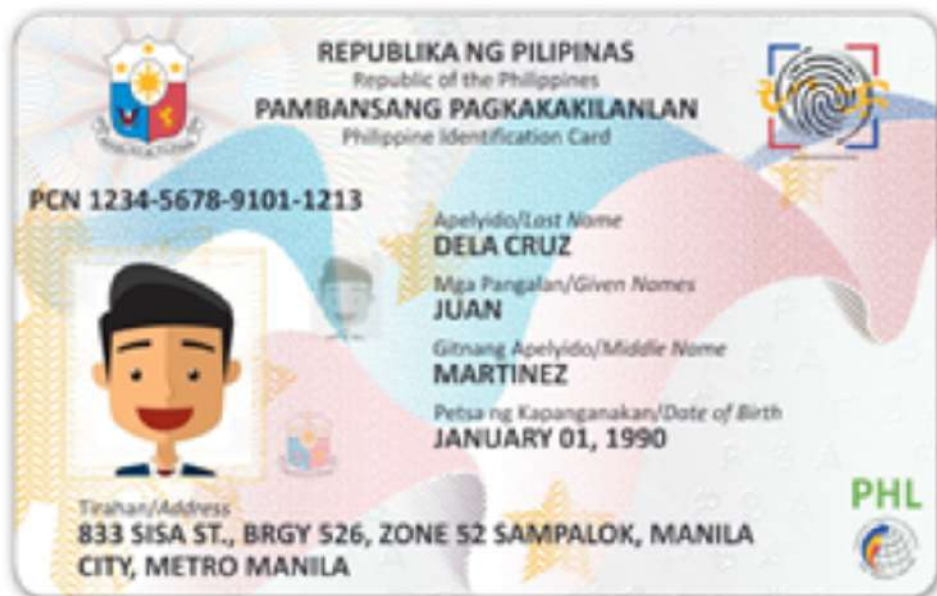 REPUBLIKA NG PILIPINAS
Republic of the Philippines
PAMBANSANG PAGKAKAKILANLAN
Philippine Identification Card
PCN 1234-5678-9101-1213
Apelyido/Last Name
DELA CRUZ
Mga Pangalan/Given Names
JUAN
Gitnang Apelyido/Middle Name
MARTINEZ
Petsa ng Kapanganakan/Date of Birth
JANUARY 01, 1990
PHL
Tirahan/Address
833 SISA ST., BRGY 526, ZONE 52 SAMPALOK, MANILA
CITY, METRO MANILA